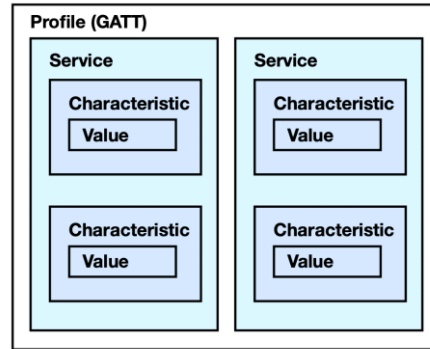 Profile (GATT)
Service
Characteristic
Value
Characteristic
Value
Service
Characteristic
Value
Characteristic
Value